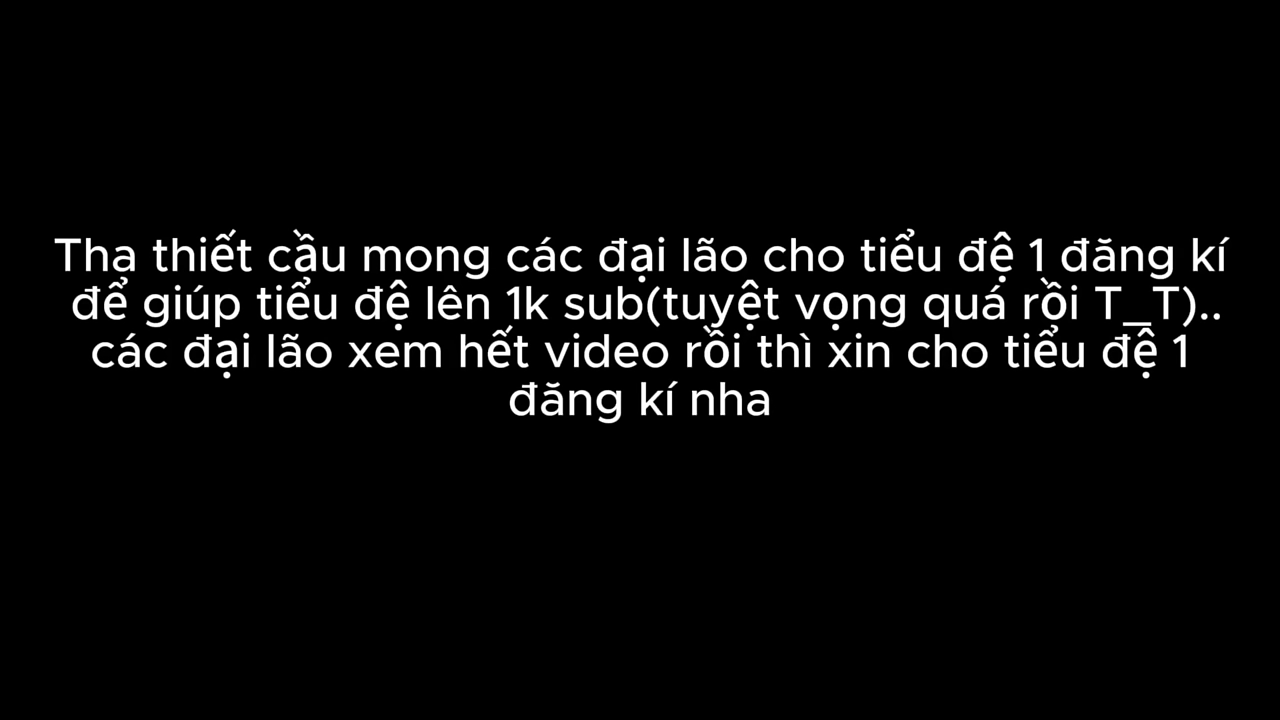 Tha thiết cầu mong các đại lão cho tiểu đệ 1 đăng kí
để giúp tiểu đệ lên 1k sub(tuyệt vọng quá rồi T_T)..
các đại lão xem hết video rồi thì xin cho tiểu đệ 1
đăng kí nha